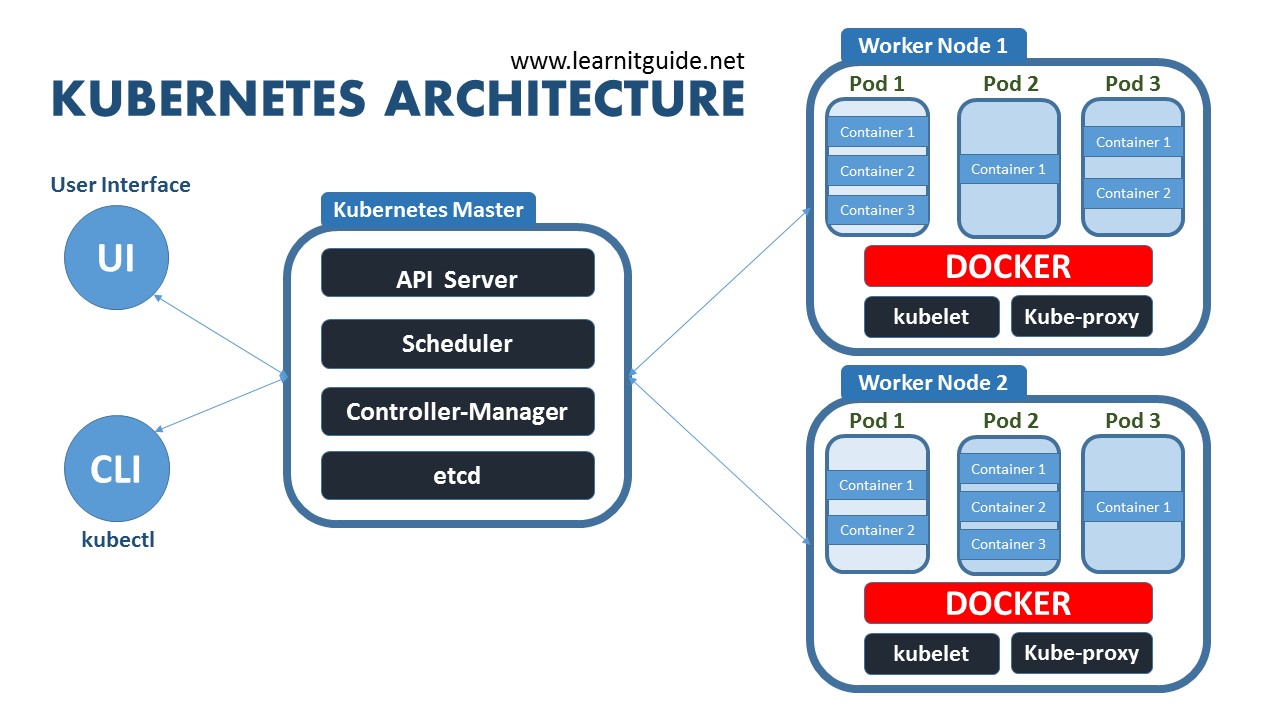 www.learnitguide.net
KUBERNETES ARCHITECTURE
User Interface
UI
CLI
kubectl
Kubernetes Master
API Server
Scheduler
Controller-Manager
etcd
Worker Node 1
Pod 1
Container 1
Container 2
Container 3
Pod 2
Container 1
Pod 3
Container 1
Container 2
DOCKER
kubelet
Kube-proxy
Worker Node 2
Pod 1
Container 1
Container 2
Pod 2
Container 1
Container 2
Container 3
Pod 3
Container 1
DOCKER
kubelet
Kube-proxy